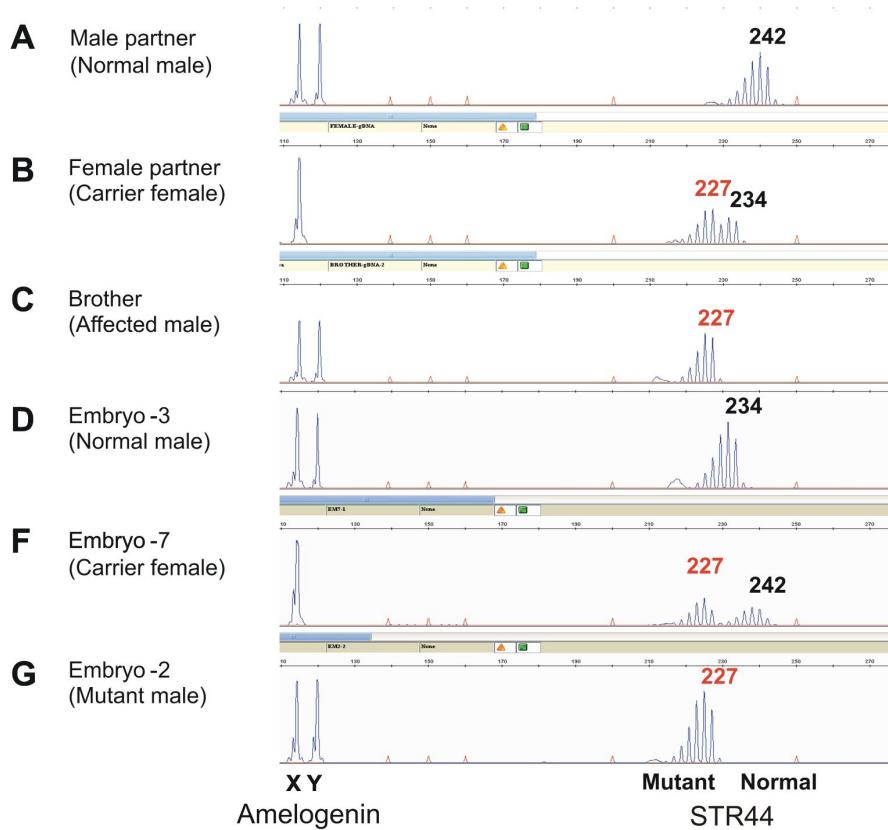 A Male partner 242
(Normal male)
FEMALE-gDNA None
110 130 150 170 190 210 230 250 270
B Female partner 227 234
(Carrier female)
BROTHER-gDNA-2 None
110 130 150 170 190 210 230 250 270
C Brother 227
(Affected male)
D Embryo -3 234
(Normal male)
EM7-1 None
110 130 150 170 190 210 230 250 270
F Embryo -7 227 242
(Carrier female)
EM2-2 None
110 130 150 170 190 210 230 250 270
G Embryo -2 227
(Mutant male)
X Y Mutant Normal
Amelogenin STR44